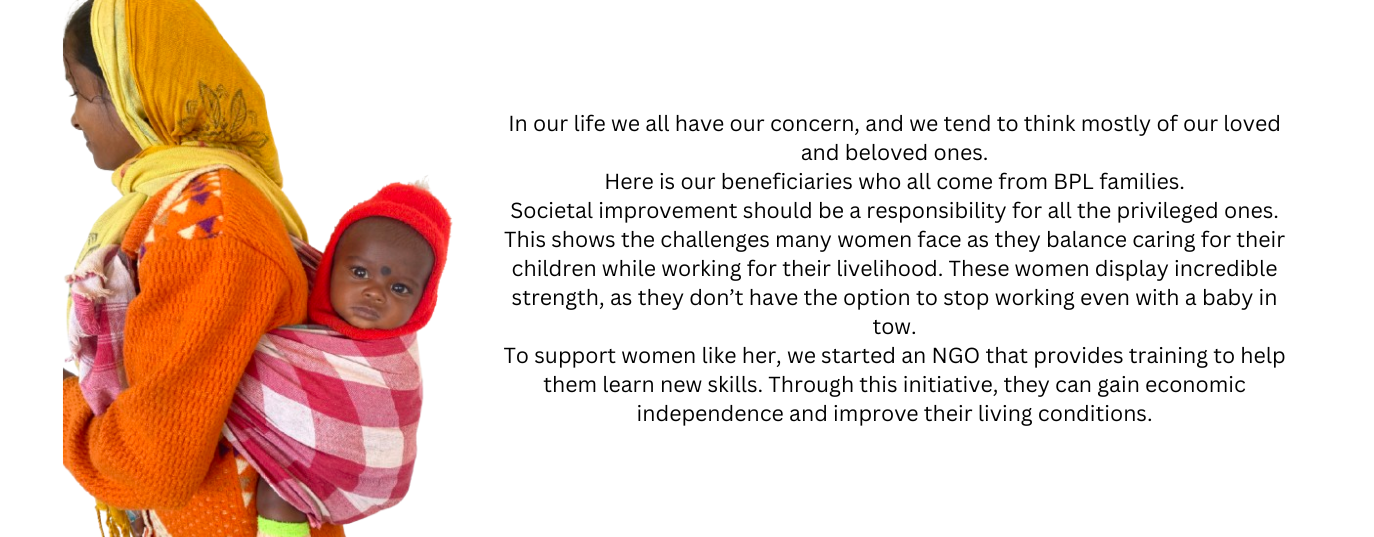 In our life we all have our concern, and we tend to think mostly of our loved
and beloved ones.
Here is our beneficiaries who all come from BPL families.
Societal improvement should be a responsibility for all the privileged ones.
This shows the challenges many women face as they balance caring for their
children while working for their livelihood. These women display incredible
strength, as they don’t have the option to stop working even with a baby in
tow.
To support women like her, we started an NGO that provides training to help
them learn new skills. Through this initiative, they can gain economic
independence and improve their living conditions.